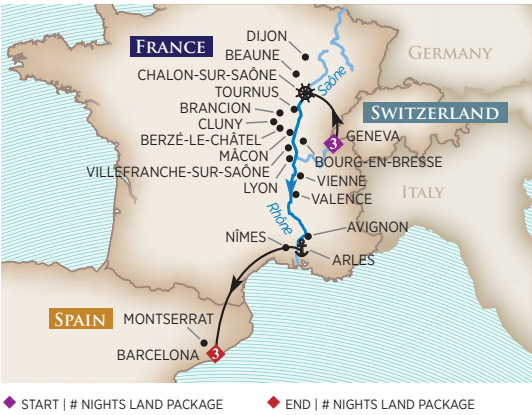 DIJON
FRANCE
BEAUNE
GERMANY
CHALON-SUR-SAÔNE
Saône
TOURNUS
BRANCION
SWITZERLAND
CLUNY
GENEVA
BERZÉ-LE-CHÂTEL
3
MÂCON
BOURG-EN-BRESSE
VILLEFRANCHE-SUR-SAÔNE
VIENNE
LYON
ITALY
VALENCE
Rhône
AVIGNON
NÎMES
ARLES
SPAIN
MONTSERRAT
BARCELONA
3
START | # NIGHTS LAND PACKAGE
END | # NIGHTS LAND PACKAGE